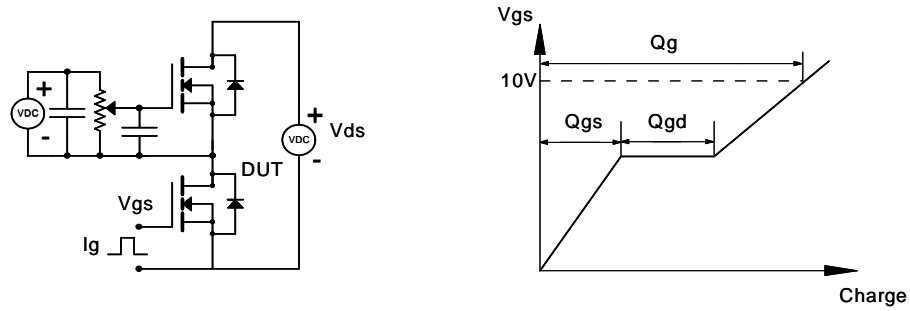 +
VDC
-
+
VDC
-
Vds
DUT
Vgs
Ig
Vgs
Qg
10V
Qgs
Qgd
Charge